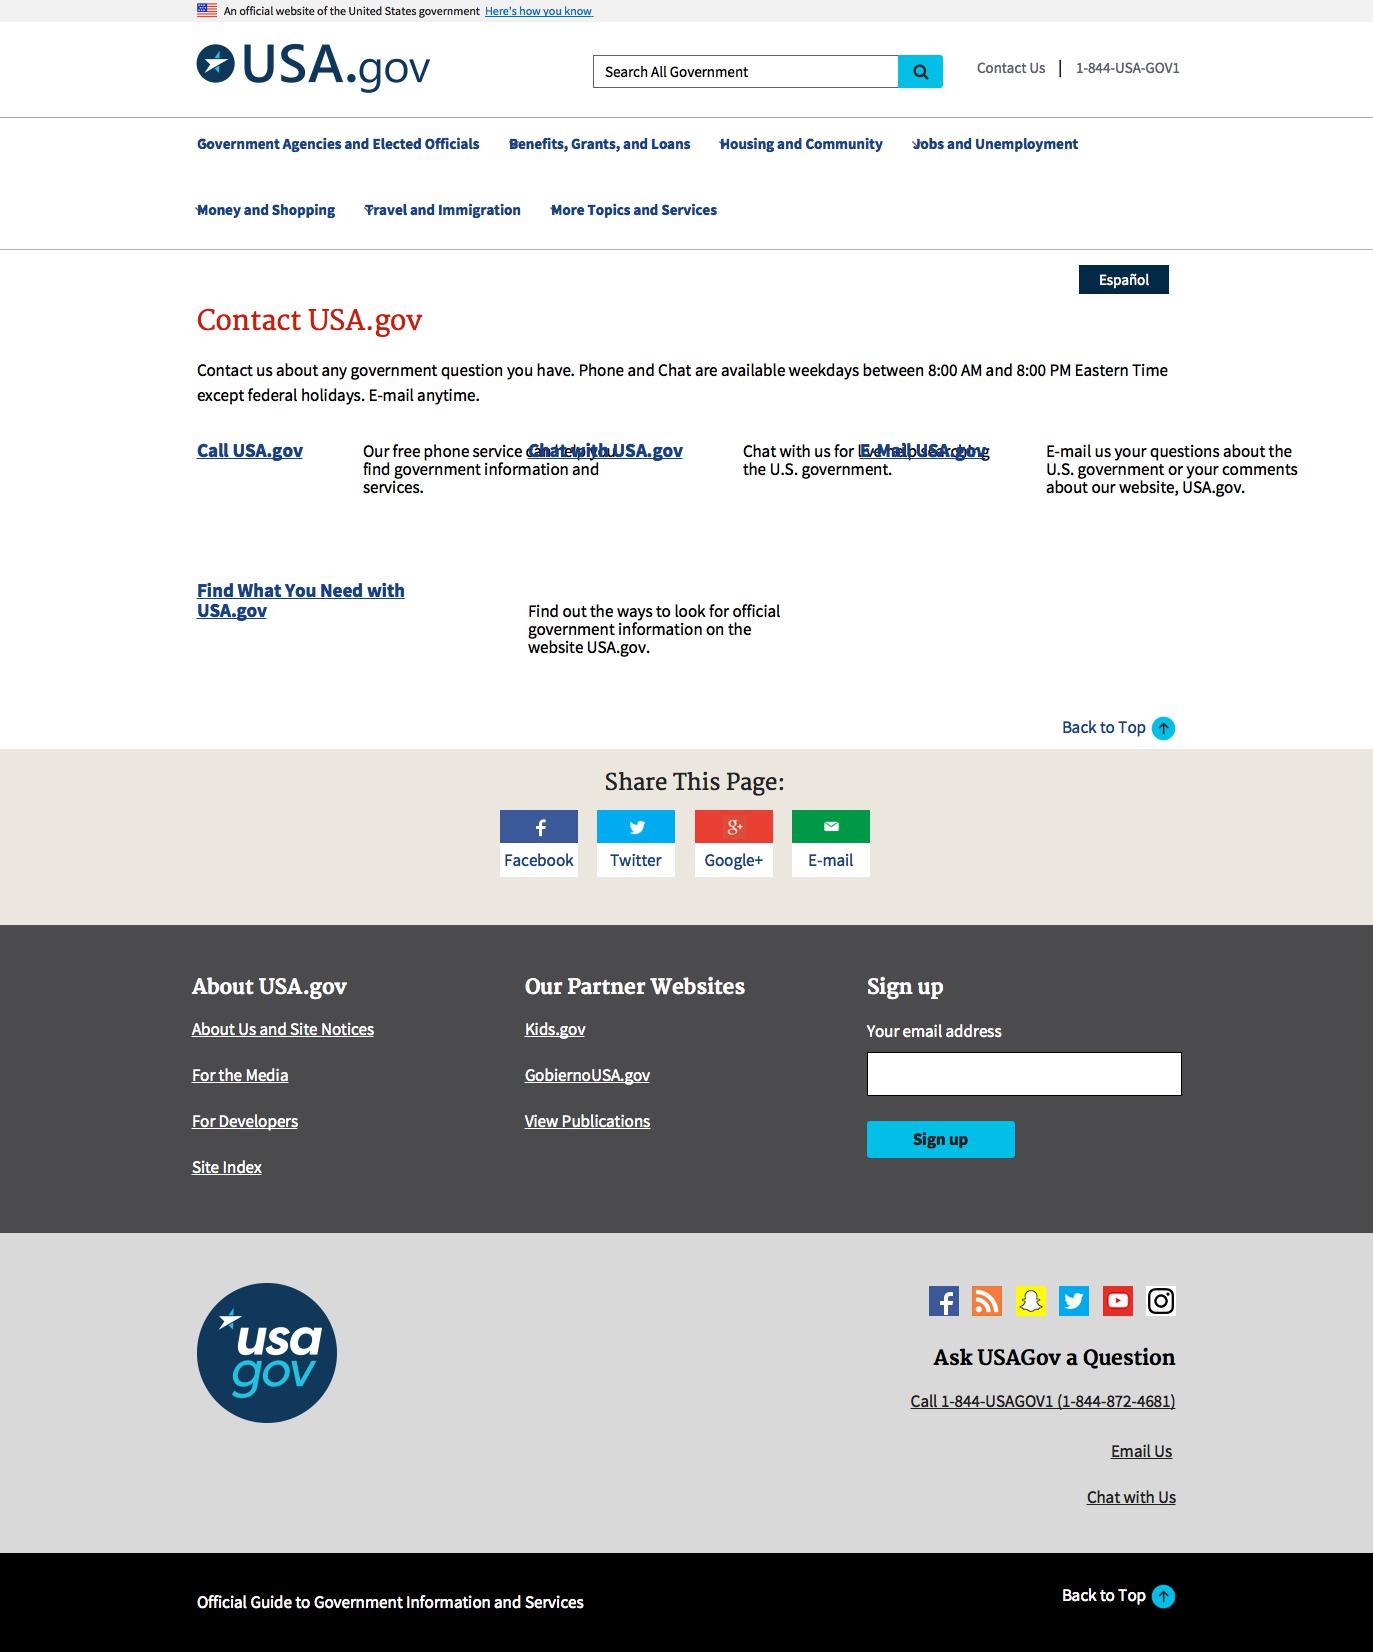 An official website of the United States government Here's how you know
USA.gov
Search All Government
Contact Us | 1-844-USA-GOV1
Government Agencies and Elected Officials Benefits, Grants, and Loans Housing and Community Jobs and Unemployment
Money and Shopping Travel and Immigration More Topics and Services
Español
Contact USA.gov
Contact us about any government question you have. Phone and Chat are available weekdays between 8:00 AM and 8:00 PM Eastern Time
except federal holidays. E-mail anytime.
Call USA.gov
Our free phone service can help you
find government information and
services.
Chat with USA.gov
Chat with us for live help searching
the U.S. government.
E-Mail USA.gov
E-mail us your questions about the
U.S. government or your comments
about our website, USA.gov.
Find What You Need with
USA.gov
Find out the ways to look for official
government information on the
website USA.gov.
Back to Top
Share This Page:
Facebook Twitter Google+ E-mail
About USA.gov
About Us and Site Notices
For the Media
For Developers
Site Index
Our Partner Websites
Kids.gov
GobiernoUSA.gov
View Publications
Sign up
Your email address
Sign up
usa
gov
Ask USAGov a Question
Call 1-844-USAGOV1 (1-844-872-4681)
Email Us
Chat with Us
Official Guide to Government Information and Services
Back to Top